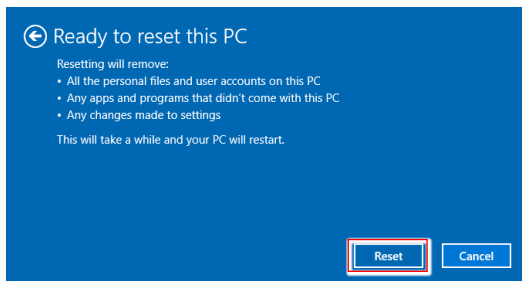 Ready to reset this PC
Resetting will remove:
• All the personal files and user accounts on this PC
• Any apps and programs that didn't come with this PC
• Any changes made to settings
This will take a while and your PC will restart.
Reset Cancel